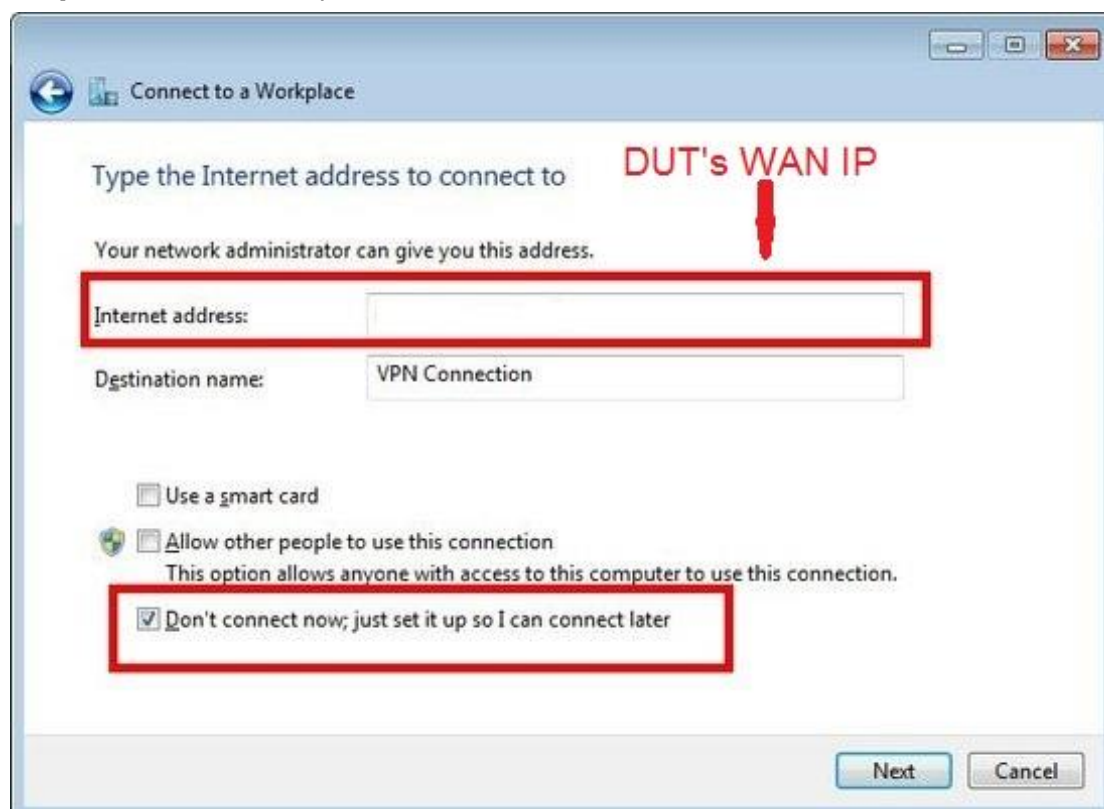 Connect to a Workplace
Type the Internet address to connect to
DUT's WAN IP
Your network administrator can give you this address.
Internet address:
Destination name:
VPN Connection
Use a smart card
Allow other people to use this connection
This option allows anyone with access to this computer to use this connection.
Don't connect now; just set it up so I can connect later
Next
Cancel